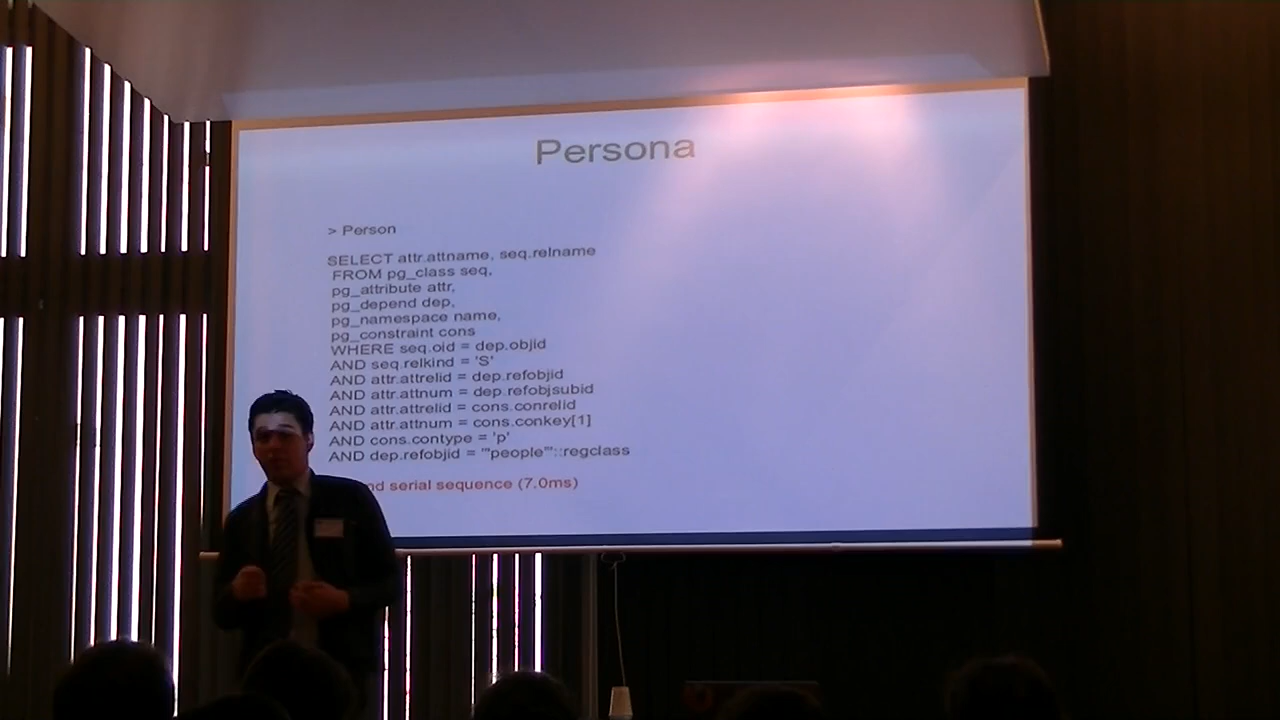 Persona
> Person
SELECT attr.attname, seq.relname
FROM pg_class seq,
pg_attribute attr,
pg_depend dep,
pg_namespace name,
pg_constraint cons
WHERE seq.oid = dep.objid
AND seq.relkind = 'S'
AND attr.attrelid = dep.refobjid
AND attr.attnum = dep.refobjsubid
AND attr.attrelid = cons.conrelid
AND attr.attnum = cons.conkey[1]
AND cons.contype = 'p'
AND dep.refobjid = '"people"'::regclass
nd serial sequence (7.0ms)